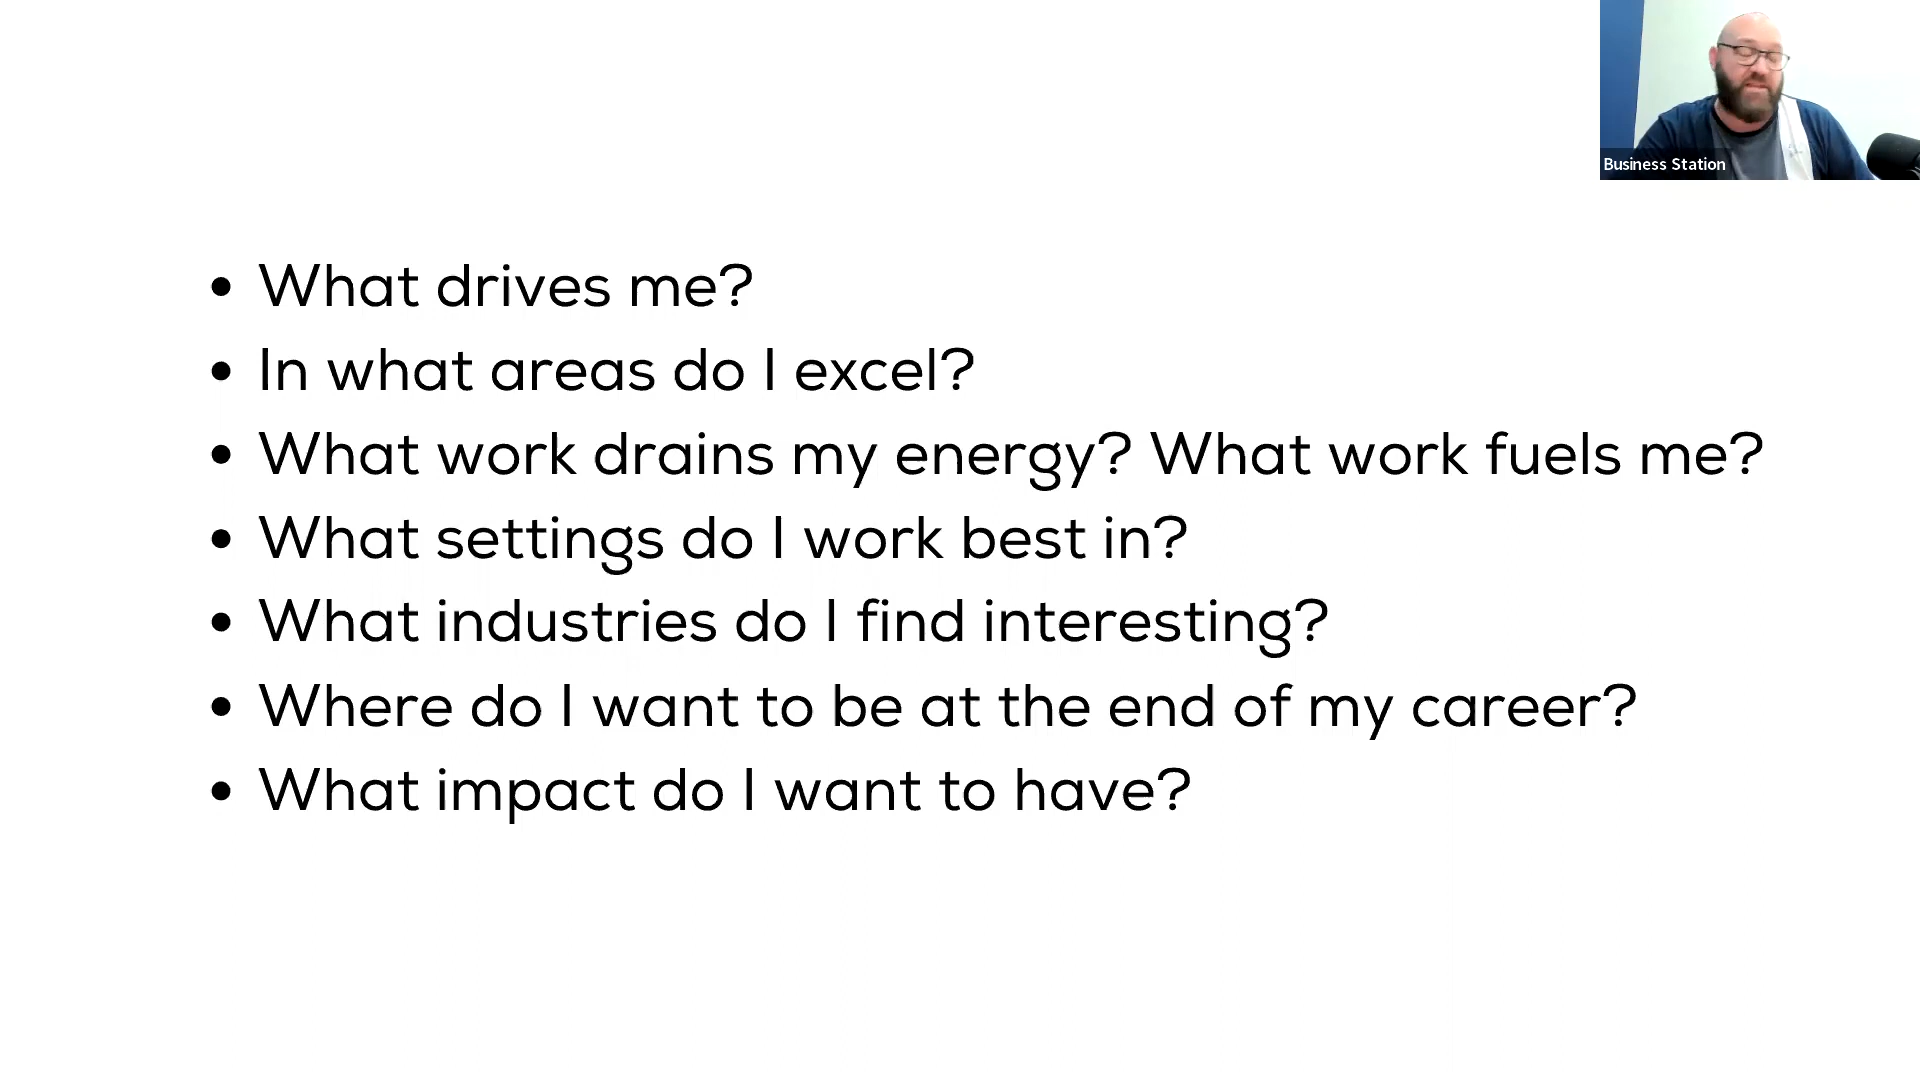 Business Station
• What drives me?
• In what areas do I excel?
• What work drains my energy? What work fuels me?
• What settings do I work best in?
• What industries do I find interesting?
• Where do I want to be at the end of my career?
• What impact do I want to have?